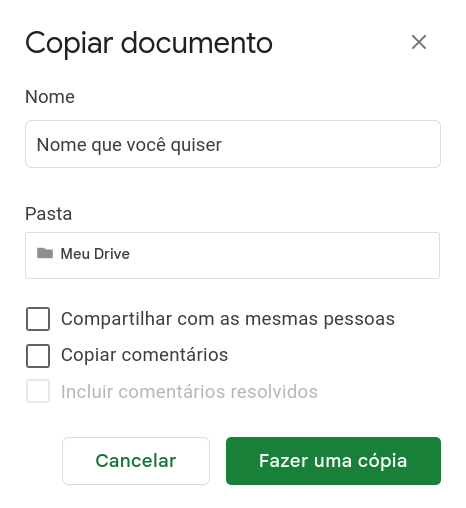 Copiar documento
Nome
Nome que você quiser
Pasta
Meu Drive
Compartilhar com as mesmas pessoas
Copiar comentários
Incluir comentários resolvidos
Cancelar
Fazer uma cópia